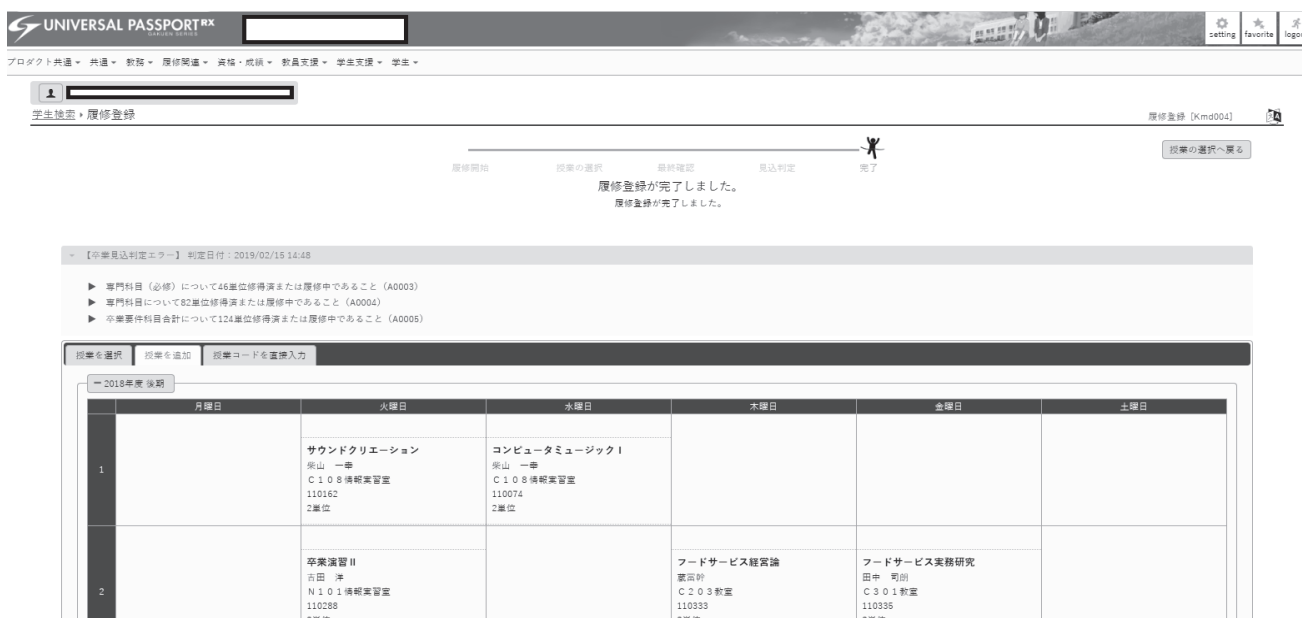 UNIVERSAL PASSPORT RX
GAKUEN SERIES
setting favorite logo
プロダクト共通 共通 教務 履修関連 資格・成績 教員支援 学生支援 学生
学生検索 履修登録
履修登録 [Kmd004]
授業の選択へ戻る
履修開始 授業の選択 最終確認 見込判定 完了
履修登録が完了しました。
履修登録が完了しました。
【卒業見込判定エラー】 判定日付:2019/02/15 14:48
▶ 専門科目(必修)について46単位修得済または履修中であること(A0003)
▶ 専門科目について82単位修得済または履修中であること(A0004)
▶ 卒業要件科目合計について124単位修得済または履修中であること(A0005)
授業を選択 授業を追加 授業コードを直接入力
ー 2018年度 後期
月曜日 火曜日 水曜日 木曜日 金曜日 土曜日
1
サウンドクリエーション
柴山 一幸
C108情報実習室
110162
2単位
コンピュータミュージックⅠ
柴山 一幸
C108情報実習室
110074
2単位
2
卒業演習Ⅱ
吉田 洋
N101情報実習室
110288
フードサービス経営論
C203教室
110333
フードサービス実務研究
田中 司朗
C301教室
110335